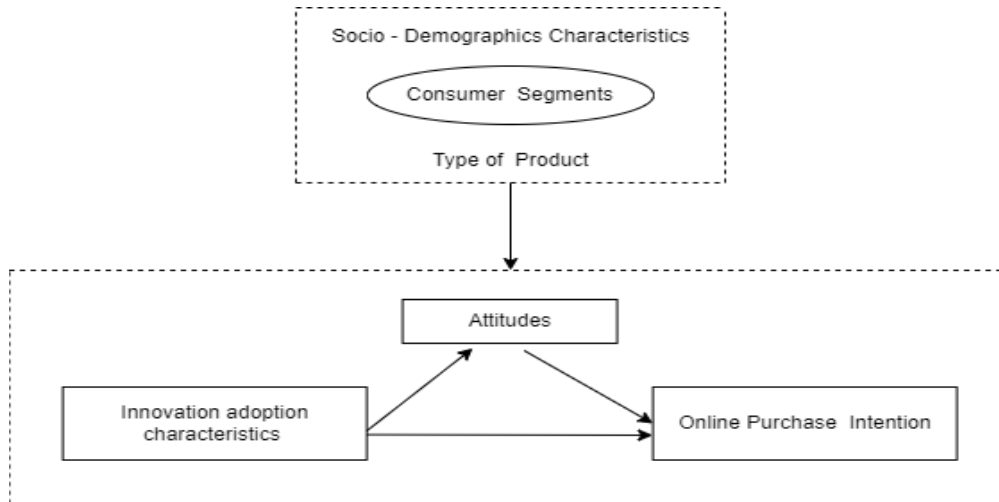 Socio - Demographics Characteristics
Consumer Segments
Type of Product
Attitudes
Innovation adoption
characteristics
Online Purchase Intention